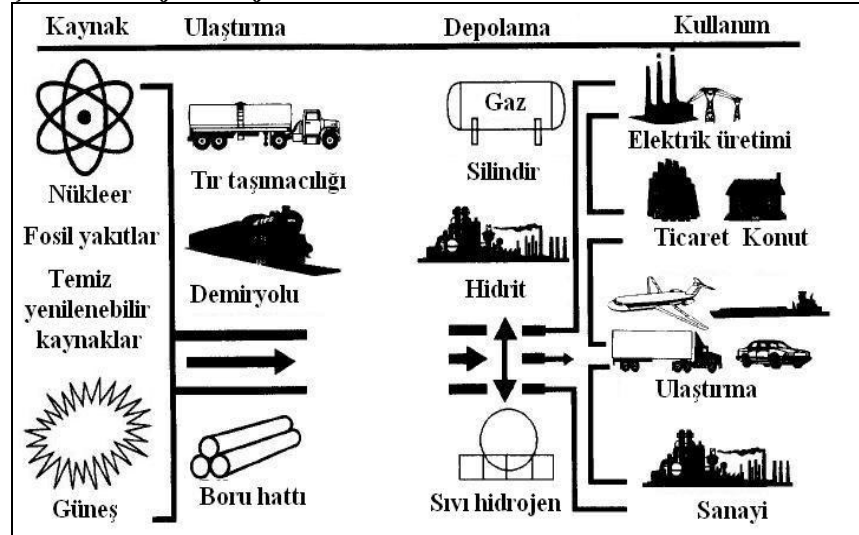 Kaynak
Ulaştırma
Depolama
Kullanım
Nükleer
Fosil yakıtlar
Temiz
yenilenebilir
kaynaklar
Güneş
Tır taşımacılığı
Demiryolu
Boru hattı
Gaz
Silindir
Hidrit
Sıvı hidrojen
Elektrik üretimi
Ticaret Konut
Ulaştırma
Sanayi